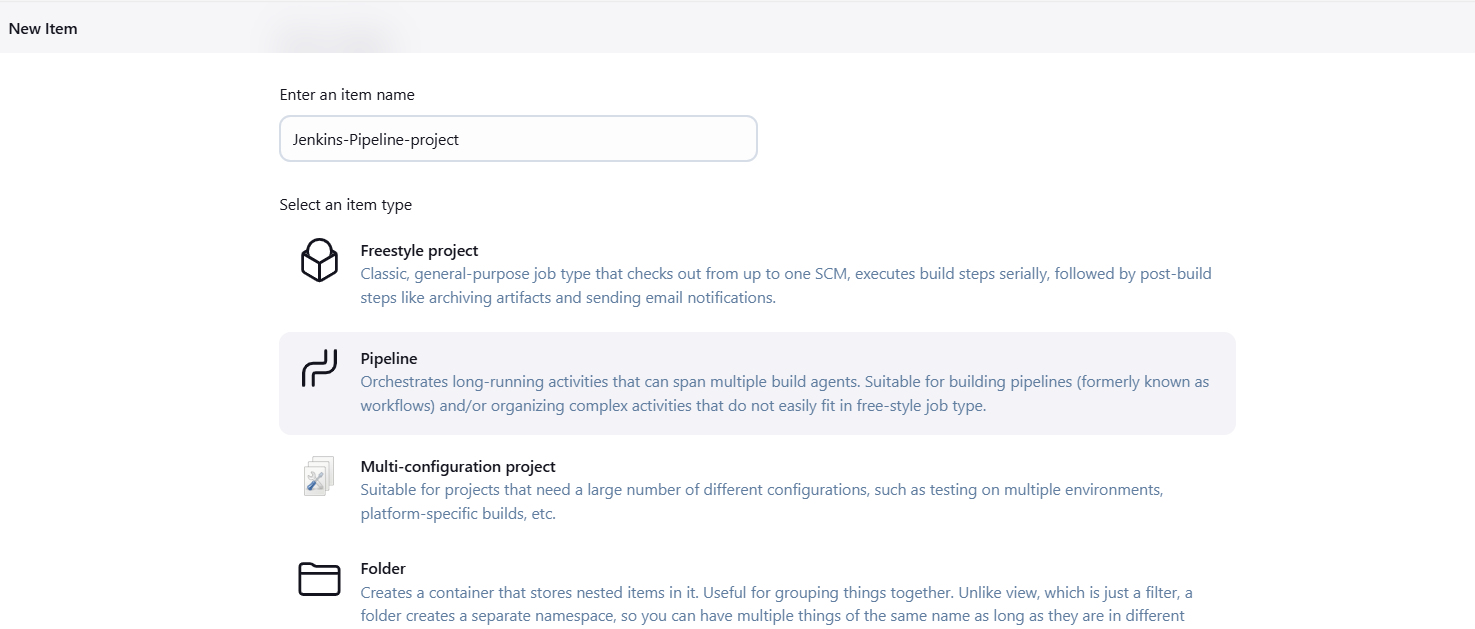 New Item
Enter an item name
Jenkins-Pipeline-project
Select an item type
Freestyle project
Classic, general-purpose job type that checks out from up to one SCM, executes build steps serially, followed by post-build
steps like archiving artifacts and sending email notifications.
Pipeline
Orchestrates long-running activities that can span multiple build agents. Suitable for building pipelines (formerly known as
workflows) and/or organizing complex activities that do not easily fit in free-style job type.
Multi-configuration project
Suitable for projects that need a large number of different configurations, such as testing on multiple environments,
platform-specific builds, etc.
Folder
Creates a container that stores nested items in it. Useful for grouping things together. Unlike view, which is just a filter, a
folder creates a separate namespace, so you can have multiple things of the same name as long as they are in different